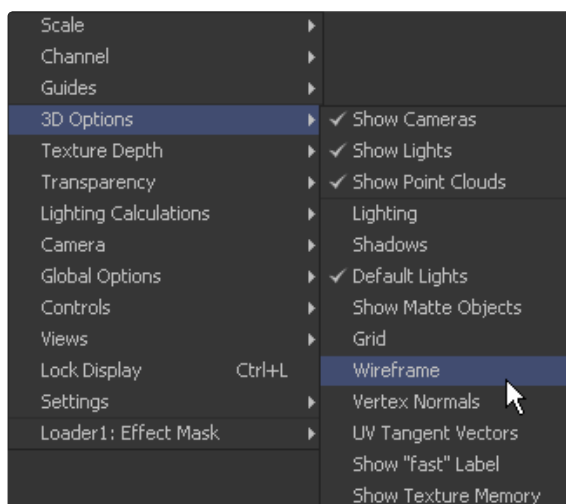 Scale
Channel
Guides
3D Options
Texture Depth
Transparency
Lighting Calculations
Camera
Global Options
Controls
Views
Lock Display Ctrl+L
Settings
Loader1: Effect Mask
Show Cameras
Show Lights
Show Point Clouds
Lighting
Shadows
Default Lights
Show Matte Objects
Grid
Wireframe
Vertex Normals
UV Tangent Vectors
Show "fast" Label
Show Texture Memory